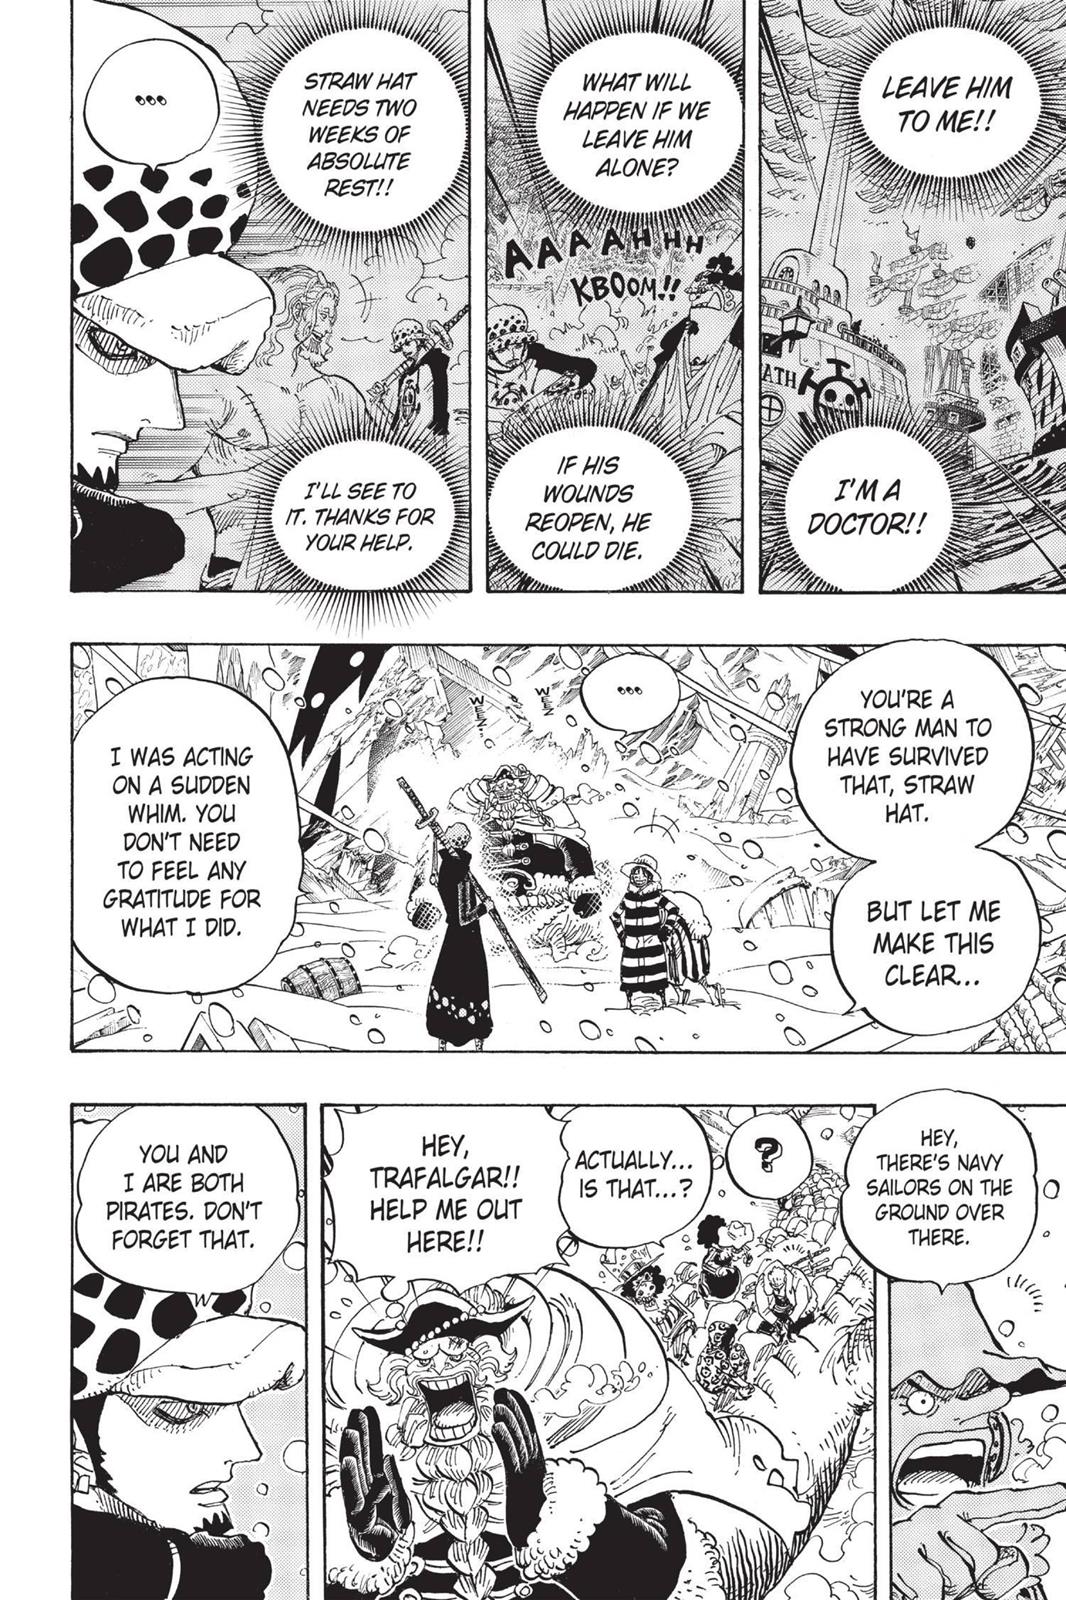 LEAVE HIM
TO ME!!
I'M A
DOCTOR!!
HTA
WHAT WILL
HAPPEN IF WE
LEAVE HIM
ALONE?
AAAAHHHH
KBOOM!!
IF HIS
WOUNDS
REOPEN, HE
COULD DIE.
STRAW HAT
NEEDS TWO
WEEKS OF
ABSOLUTE
REST!!
I'LL SEE TO
IT. THANKS FOR
YOUR HELP.
...
YOU'RE A
STRONG MAN TO
HAVE SURVIVED
THAT, STRAW
HAT.
BUT LET ME
MAKE THIS
CLEAR...
...
WEEZ
WEEZ...
I WAS ACTING
ON A SUDDEN
WHIM. YOU
DON'T NEED
TO FEEL ANY
GRATITUDE FOR
WHAT I DID.
HEY,
THERE'S NAVY
SAILORS ON THE
GROUND OVER
THERE.
?
ACTUALLY...
IS THAT...?
HEY,
TRAFALGAR!!
HELP ME OUT
HERE!!
YOU AND
I ARE BOTH
PIRATES. DON'T
FORGET THAT.